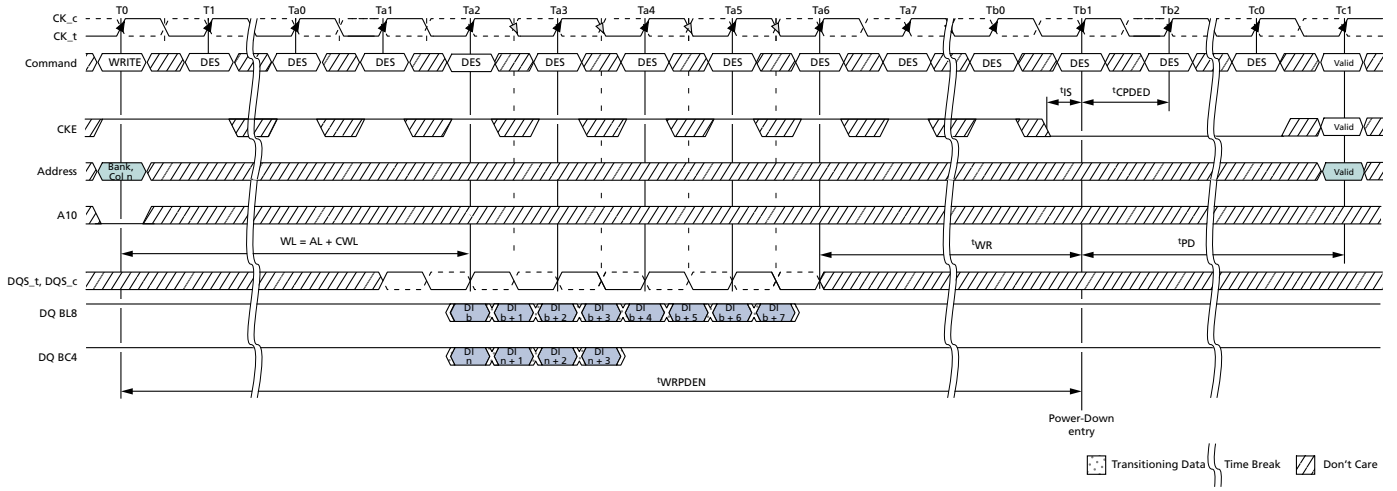 T0 T1 Ta0 Ta1 Ta2 Ta3 Ta4 Ta5 Ta6 Ta7 Tb0 Tb1 Tb2 Tc0 Tc1
CK_c
CK_t
Command WRITE DES DES DES DES DES DES DES DES DES DES DES DES DES Valid
tIS tCPDED
CKE Valid
Address Bank, Col n Valid
A10
WL = AL + CWL tWR tPD
DQS_t, DQS_c
DQ BL8 DI b DI b + 1 DI b + 2 DI b + 3 DI b + 4 DI b + 5 DI b + 6 DI b + 7
DQ BC4 DI n DI n + 1 DI n + 2 DI n + 3
tWRPDEN
Power-Down
entry
Transitioning Data Time Break Don't Care